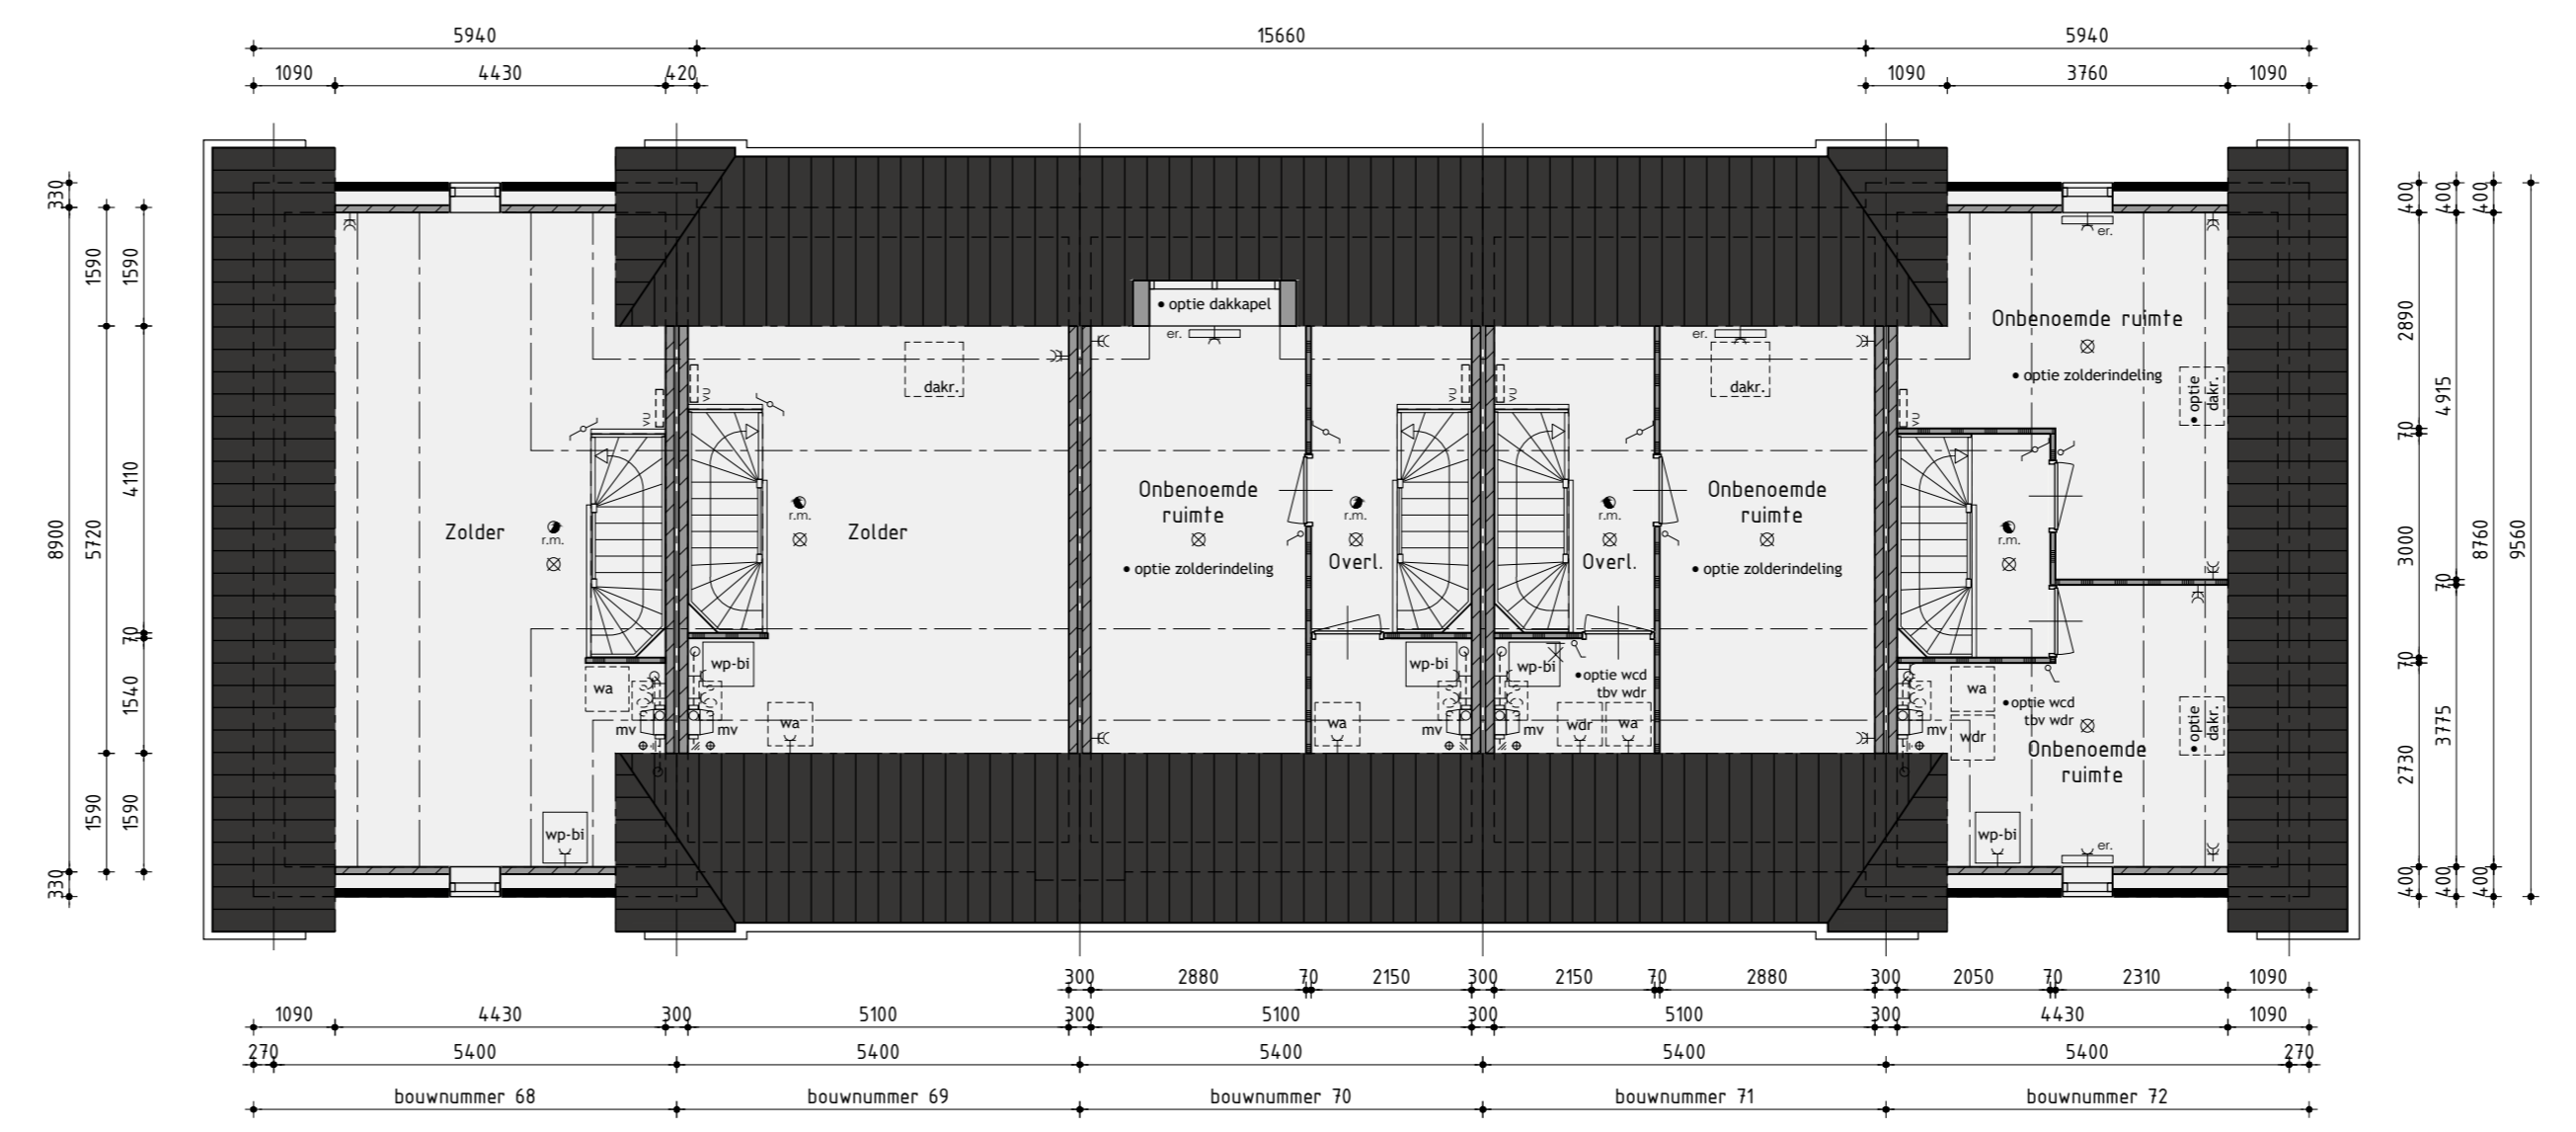 5940 15660 5940
1090 4430 420 1090 3760 1090
330
1590 1590
8900 5720 4110
70
1540
1590 1590
330
• optie dakkapel
er.
er.
er.
dakr.
dakr.
vu
vu
vu
vu
vu
Zolder
r.m.
wa
mv
wp-bi
Zolder
r.m.
wp-bi
mv
wa
Onbenoemde
ruimte
• optie zolderindeling
r.m.
Overl.
wp-bi
wa
mv
r.m.
Overl.
wp-bi
• optie wcd
tbv wdr
mv
wdr
wa
Onbenoemde
ruimte
• optie zolderindeling
Onbenoemde ruimte
• optie zolderindeling
• optie
dakr.
r.m.
wa
• optie wcd
tbv wdr
mv
wdr
Onbenoemde
ruimte
• optie
dakr.
wp-bi
er.
400 400 400
2890 4915
70
3000 8760 9560
70
70
2730 3775
400 400 400
300 2880 70 2150 300 2150 70 2880 300 2050 70 2310 1090
1090 4430 300 5100 300 5100 300 5100 300 4430 1090
270 5400 5400 5400 5400 5400 270
bouwnummer 68 bouwnummer 69 bouwnummer 70 bouwnummer 71 bouwnummer 72